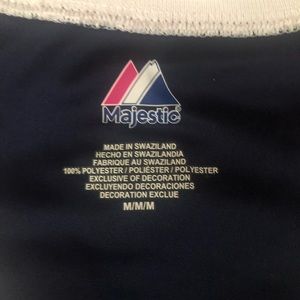 Majestic®
MADE IN SWAZILAND
HECHO EN SWAZILANDIA
FABRIQUE AU SWAZILAND
100% POLYESTER / POLIÉSTER / POLYESTER
EXCLUSIVE OF DECORATION
EXCLUYENDO DECORACIONES
DECORATION EXCLUE
M/M/M